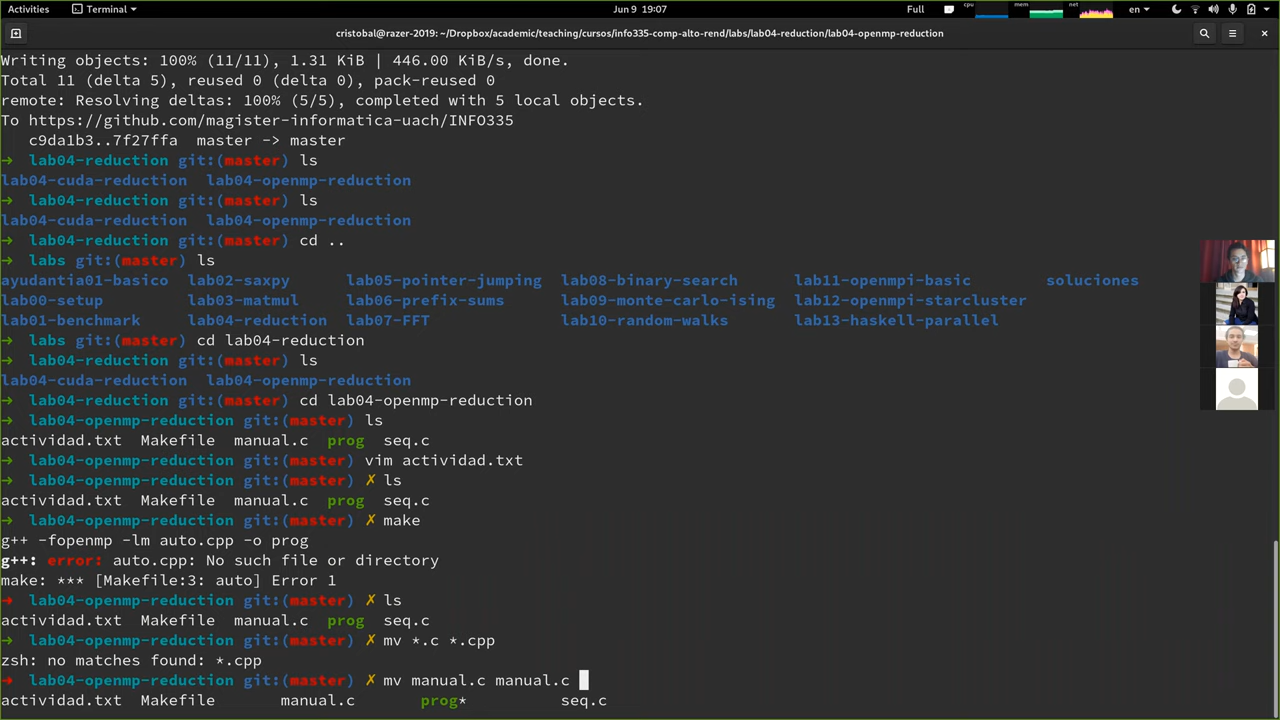 Activities Terminal Jun 9 19:07 Full cpu mem net en
cristobal@razer-2019: ~/Dropbox/academic/teaching/cursos/info335-comp-alto-rend/labs/lab04-reduction/lab04-openmp-reduction
Writing objects: 100% (11/11), 1.31 KiB | 446.00 KiB/s, done.
Total 11 (delta 5), reused 0 (delta 0), pack-reused 0
remote: Resolving deltas: 100% (5/5), completed with 5 local objects.
To https://github.com/magister-informatica-uach/INFO335
c9da1b3..7f27ffa master -> master
→ lab04-reduction git:(master) ls
lab04-cuda-reduction lab04-openmp-reduction
→ lab04-reduction git:(master) ls
lab04-cuda-reduction lab04-openmp-reduction
→ lab04-reduction git:(master) cd ..
→ labs git:(master) ls
ayudantia01-basico lab02-saxpy lab05-pointer-jumping lab08-binary-search lab11-openmpi-basic soluciones
lab00-setup lab03-matmul lab06-prefix-sums lab09-monte-carlo-ising lab12-openmpi-starcluster
lab01-benchmark lab04-reduction lab07-FFT lab10-random-walks lab13-haskell-parallel
→ labs git:(master) cd lab04-reduction
→ lab04-reduction git:(master) ls
lab04-cuda-reduction lab04-openmp-reduction
→ lab04-reduction git:(master) cd lab04-openmp-reduction
→ lab04-openmp-reduction git:(master) ls
actividad.txt Makefile manual.c prog seq.c
→ lab04-openmp-reduction git:(master) vim actividad.txt
→ lab04-openmp-reduction git:(master) ✗ ls
actividad.txt Makefile manual.c prog seq.c
→ lab04-openmp-reduction git:(master) ✗ make
g++ -fopenmp -lm auto.cpp -o prog
g++: error: auto.cpp: No such file or directory
make: *** [Makefile:3: auto] Error 1
→ lab04-openmp-reduction git:(master) ✗ ls
actividad.txt Makefile manual.c prog seq.c
→ lab04-openmp-reduction git:(master) ✗ mv *.c *.cpp
zsh: no matches found: *.cpp
→ lab04-openmp-reduction git:(master) ✗ mv manual.c manual.c
actividad.txt Makefile manual.c prog* seq.c